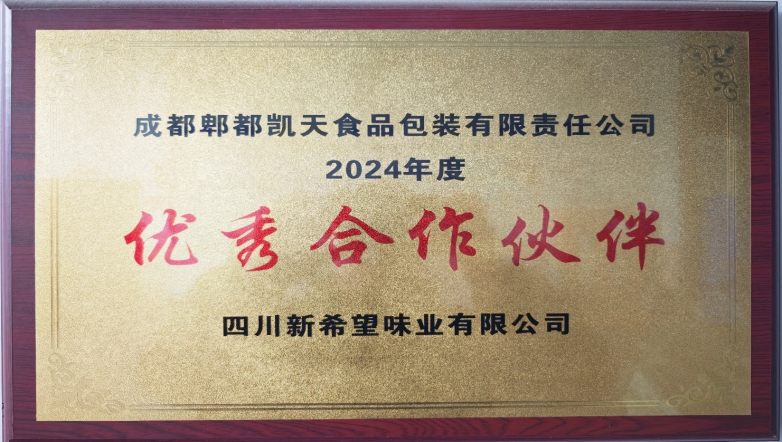 成都郫都凯天食品包装有限责任公司
2024年度
优秀合作伙伴
四川新希望味业有限公司